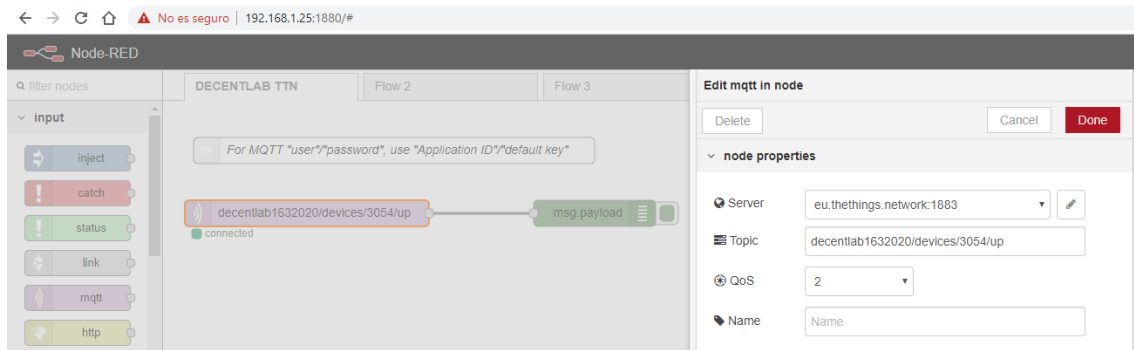 No es seguro | 192.168.1.25:1880/#
Node-RED
filter nodes
DECENTLAB TTN
Flow 2
Flow 3
Edit mqtt in node
input
Delete
Cancel
Done
inject
For MQTT "user"/"password", use "Application ID"/"default key"
node properties
catch
decentlab1632020/devices/3054/up
msg.payload
Server
eu.thethings.network:1883
status
connected
Topic
decentlab1632020/devices/3054/up
link
QoS
2
mqtt
Name
Name
http